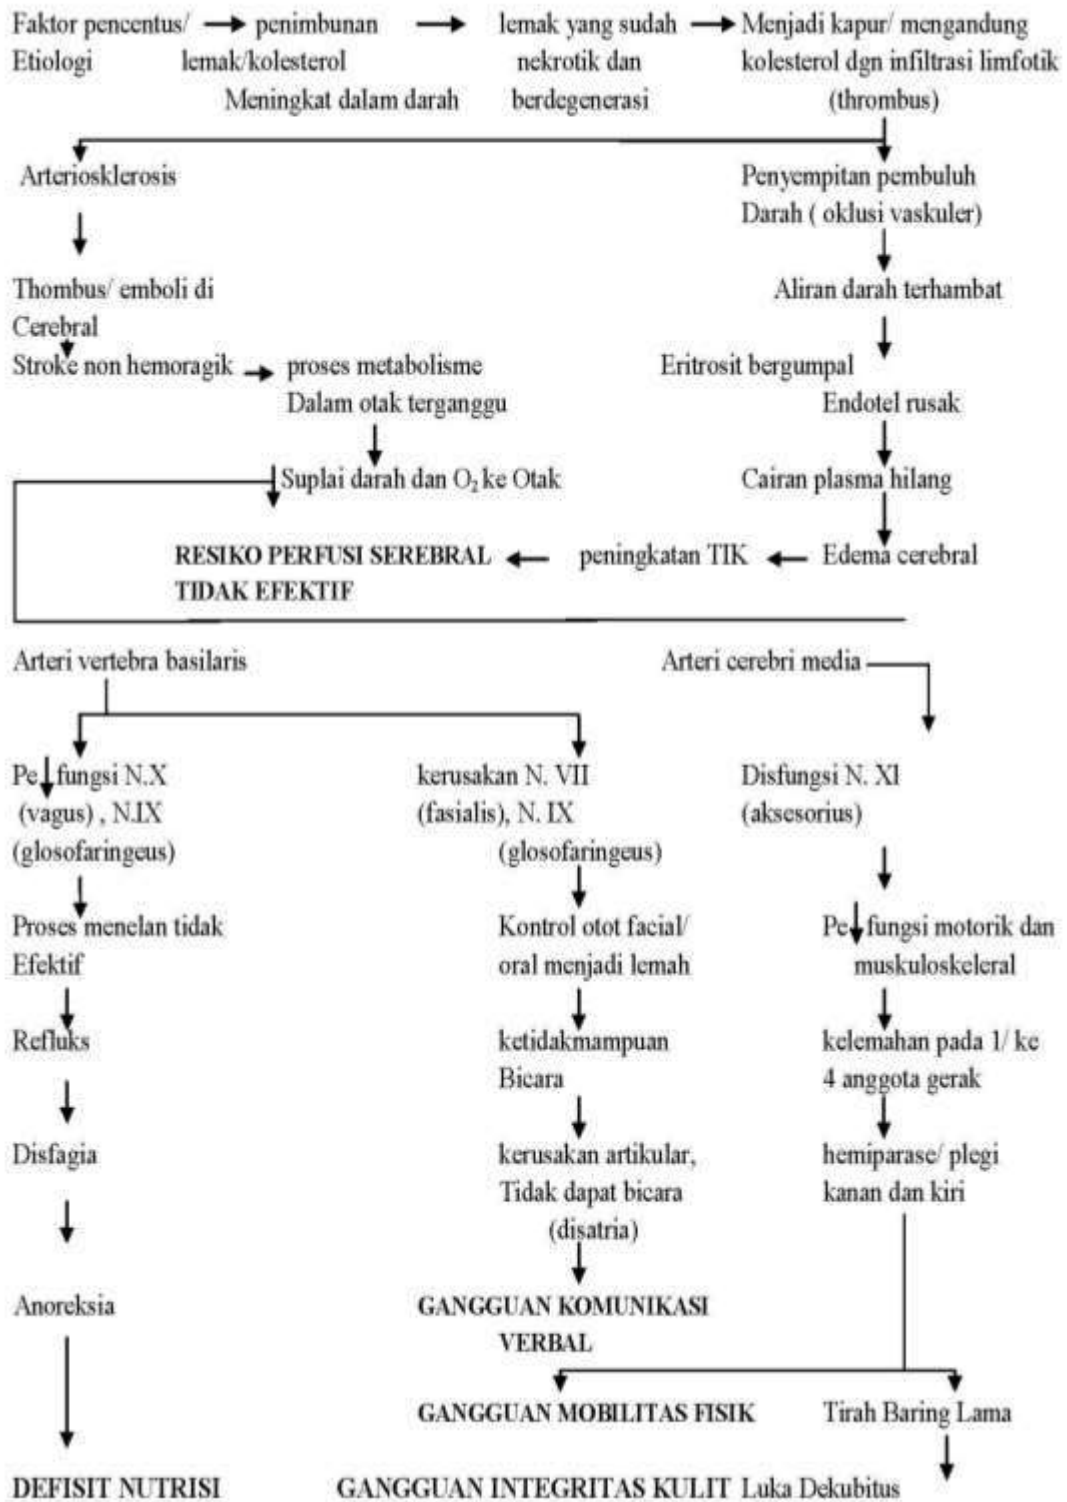 Faktor pencentus/ penimbunan lemak yang sudah Menjadi kapur/ mengandung
Etiologi lemak/kolesterol nekrotik dan kolesterol dgn infiltrasi limfotik
Meningkat dalam darah berdegenerasi (thrombus)
Arteriosklerosis Penyempitan pembuluh
Darah ( oklusi vaskuler)
Thombus/ emboli di Aliran darah terhambat
Cerebral
Stroke non hemoragik proses metabolisme Eritrosit bergumpal
Dalam otak terganggu Endotel rusak
Suplai darah dan O₂ ke Otak Cairan plasma hilang
RESIKO PERFUSI SEREBRAL peningkatan TIK Edema cerebral
TIDAK EFEKTIF
Arteri vertebra basilaris Arteri cerebri media
Pe fungsi N.X kerusakan N. VII Disfungsi N. XI
(vagus) , N.IX (fasialis), N. IX (aksesorius)
(glosofaringeus) (glosofaringeus)
Proses menelan tidak Kontrol otot facial/ Pe fungsi motorik dan
Efektif oral menjadi lemah muskuloskeleral
Refluks ketidakmampuan kelemahan pada 1/ ke
Bicara 4 anggota gerak
Disfagia kerusakan artikular, hemiparase/ plegi
Tidak dapat bicara kanan dan kiri
(disatria)
Anoreksia GANGGUAN KOMUNIKASI
VERBAL
GANGGUAN MOBILITAS FISIK Tirah Baring Lama
DEFISIT NUTRISI GANGGUAN INTEGRITAS KULIT Luka Dekubitus